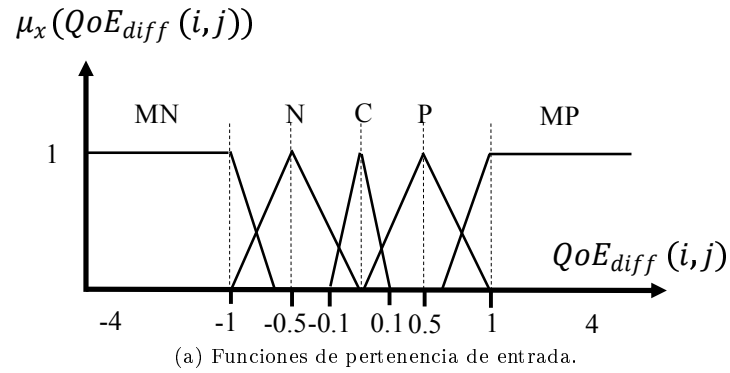 μx(QoEdiff (i,j))
MN N C P MP
1
QoEdiff (i,j)
-4 -1 -0.5 -0.1 0.1 0.5 1 4
(a) Funciones de pertenencia de entrada.